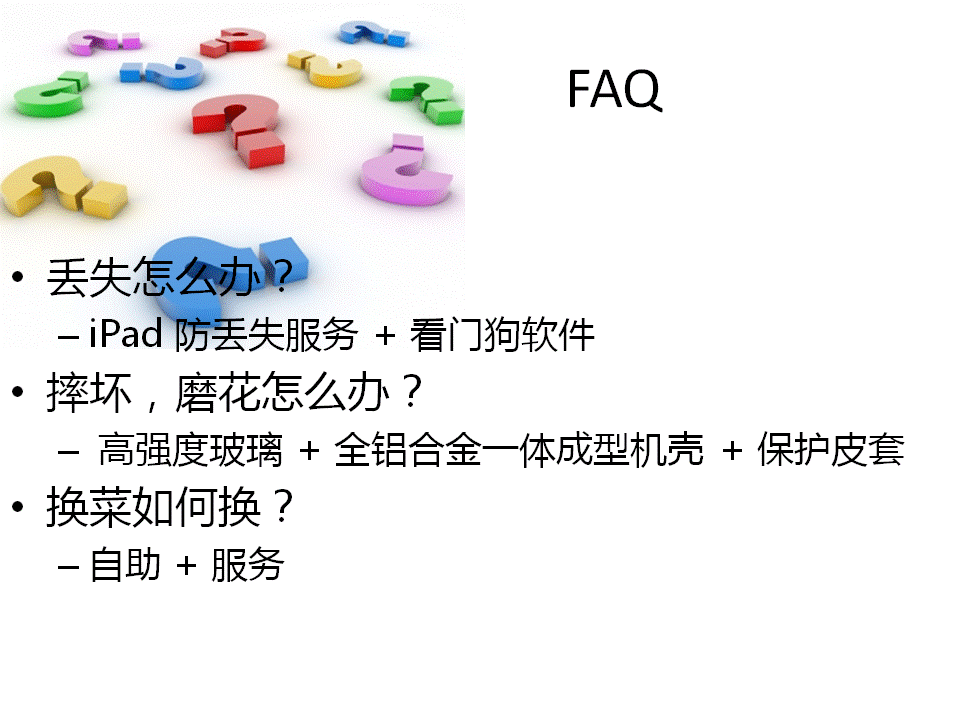 FAQ
• 丢失怎么办？
– iPad 防丢失服务 + 看门狗软件
• 摔坏，磨花怎么办？
– 高强度玻璃 + 全铝合金一体成型机壳 + 保护皮套
• 换菜如何换？
– 自助 + 服务